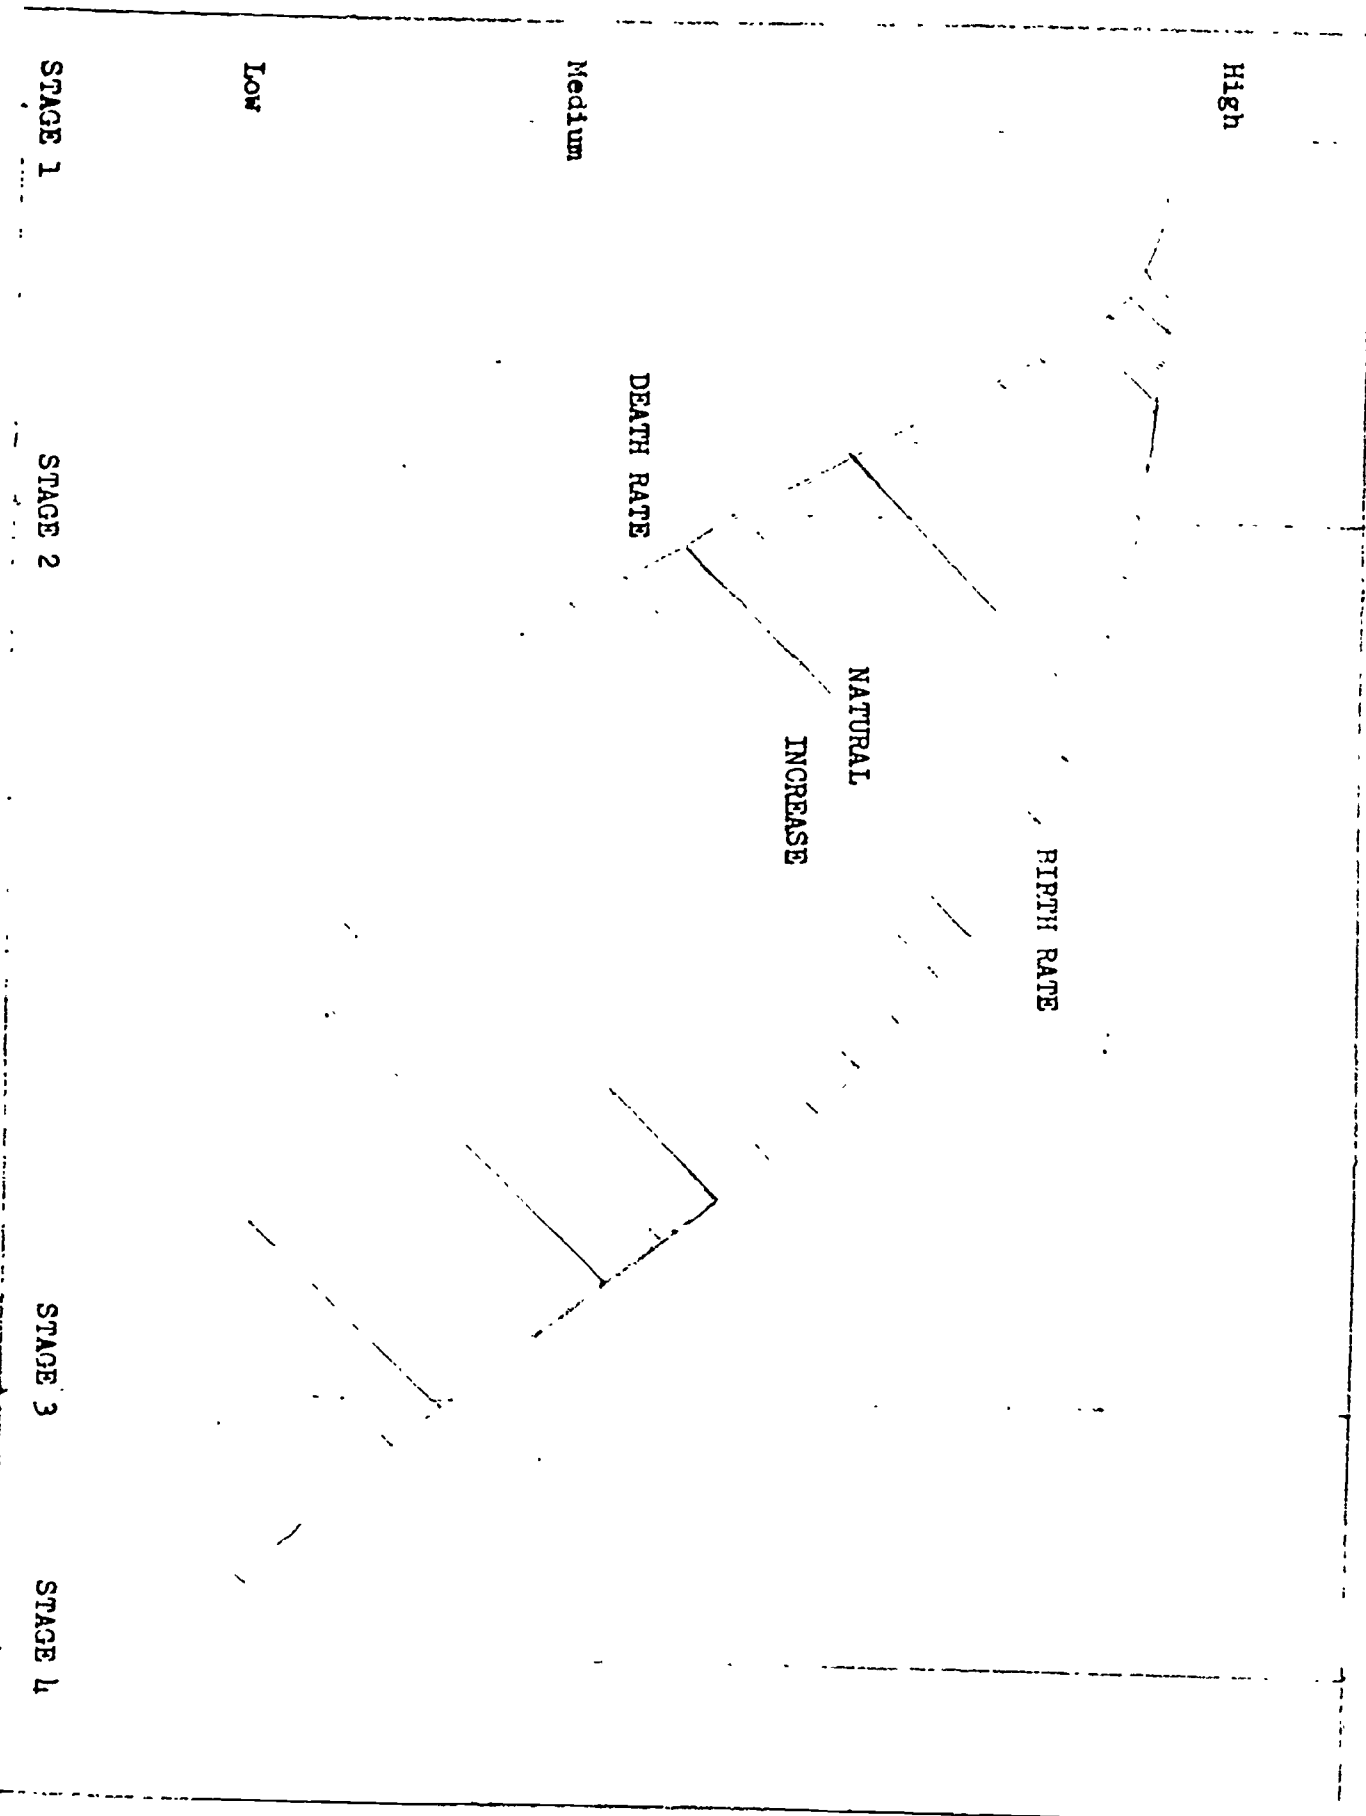 High
BIRTH RATE
NATURAL
INCREASE
DEATH RATE
Medium
Low
STAGE 1 STAGE 2 STAGE 3 STAGE 4